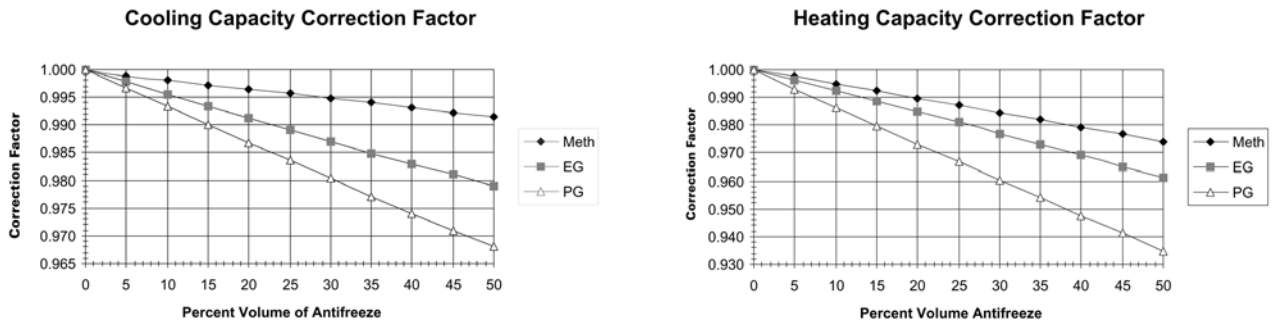 Cooling Capacity Correction Factor
Correction Factor
1.000
0.995
0.990
0.985
0.980
0.975
0.970
0.965
0 5 10 15 20 25 30 35 40 45 50
Percent Volume of Antifreeze
Meth
EG
PG
Heating Capacity Correction Factor
Correction Factor
1.000
0.990
0.980
0.970
0.960
0.950
0.940
0.930
0 5 10 15 20 25 30 35 40 45 50
Percent Volume Antifreeze
Meth
EG
PG